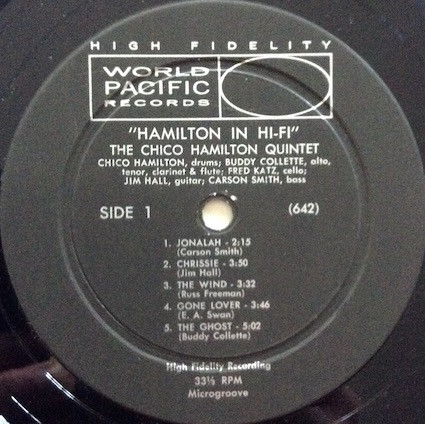 HIGH FIDELITY
WORLD
PACIFIC
RECORDS
"HAMILTON IN HI-FI"
THE CHICO HAMILTON QUINTET
CHICO HAMILTON, drums; BUDDY COLLETTE, alto,
tenor, clarinet & flute; FRED KATZ, cello;
JIM HALL, guitar; CARSON SMITH, bass
SIDE 1 (642)
1. JONALAH - 2:15
(Carson Smith)
2. CHRISSIE - 3:50
(Jim Hall)
3. THE WIND - 3:32
(Russ Freeman)
4. GONE LOVER - 3:46
(E. A. Swan)
5. THE GHOST - 5:02
(Buddy Collette)
High Fidelity Recording
33⅓ RPM
Microgroove